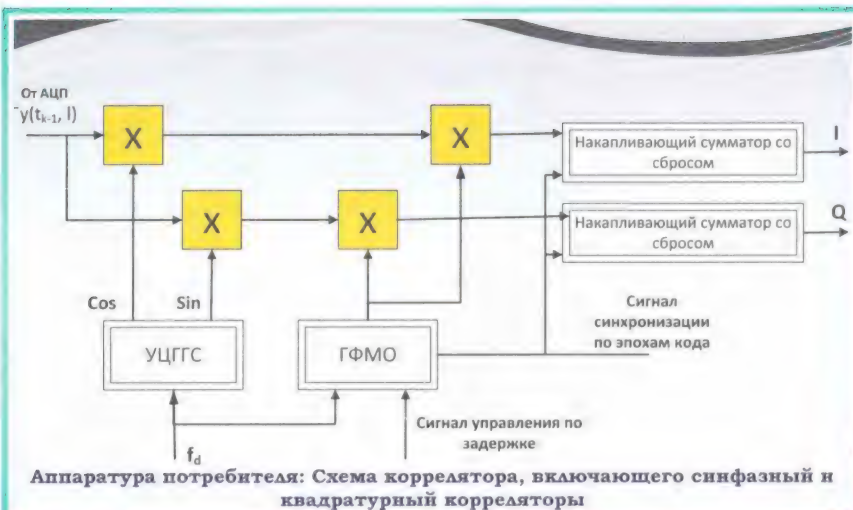 От АЦП
y(tk-1, l)
X
X
X
X
Накапливающий сумматор со
сбросом
I
Накапливающий сумматор со
сбросом
Q
Cos
Sin
УЦГГС
ГФМО
Сигнал
синхронизации
по эпохам кода
fd
Сигнал управления по
задержке
Аппаратура потребителя: Схема коррелятора, включающего синфазный и
квадратурный корреляторы